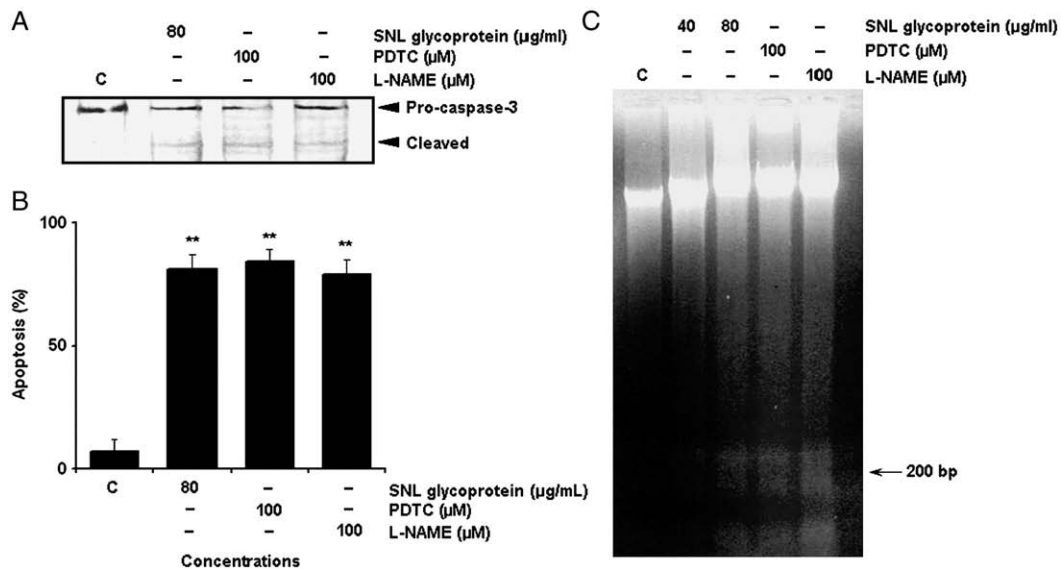 A
80 – – SNL glycoprotein (µg/ml)
– 100 – PDTC (µM)
C – – 100 L-NAME (µM)
Pro-caspase-3
Cleaved
B
100
50
0
Apoptosis (%)
** ** **
C 80 – – SNL glycoprotein (µg/mL)
– 100 – PDTC (µM)
– – 100 L-NAME (µM)
Concentrations
C
40 80 – – SNL glycoprotein (µg/ml)
– – 100 – PDTC (µM)
C – – – 100 L-NAME (µM)
200 bp